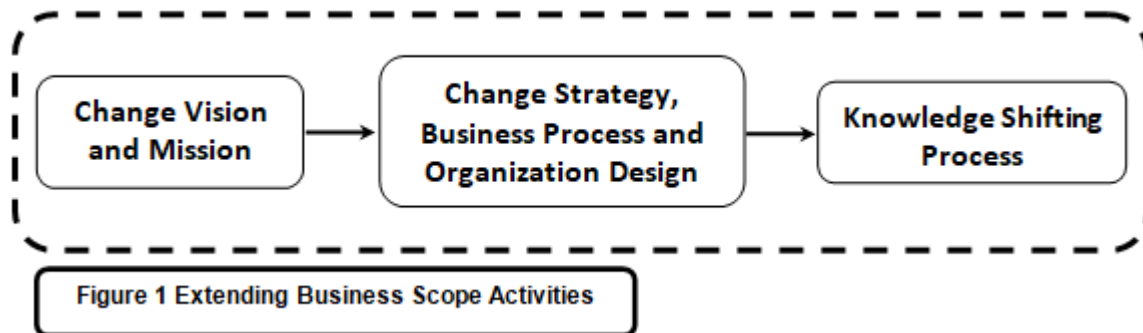 Change Vision
and Mission
Change Strategy,
Business Process and
Organization Design
Knowledge Shifting
Process
Figure 1 Extending Business Scope Activities